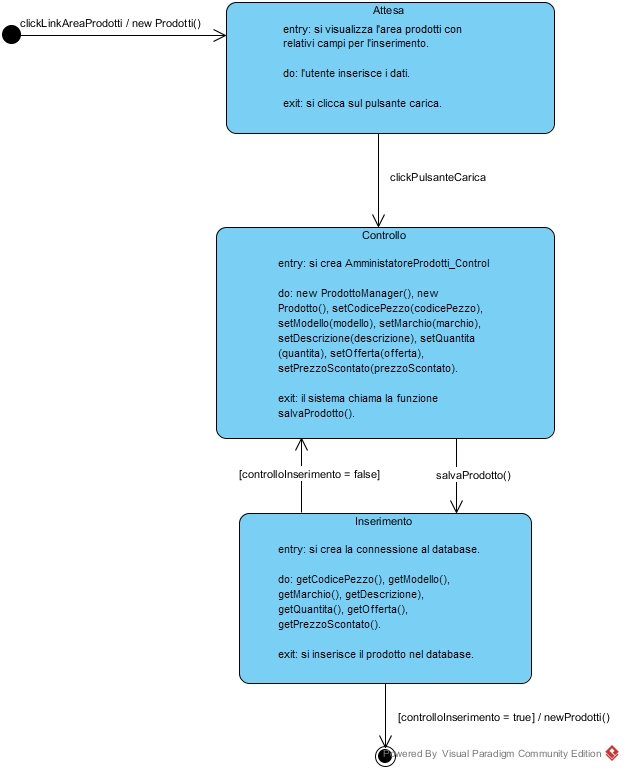 clickLinkAreaProdotti / new Prodotti()
Attesa
entry: si visualizza l'area prodotti con
relativi campi per l'inserimento.
do: l'utente inserisce i dati.
exit: si clicca sul pulsante carica.
clickPulsanteCarica
Controllo
entry: si crea AmministatoreProdotti_Control
do: new ProdottoManager(), new
Prodotto(), setCodicePezzo(codicePezzo),
setModello(modello), setMarchio(marchio),
setDescrizione(descrizione), setQuantita
(quantita), setOfferta(offerta),
setPrezzoScontato(prezzoScontato).
exit: il sistema chiama la funzione
salvaProdotto().
[controlloInserimento = false]
salvaProdotto()
Inserimento
entry: si crea la connessione al database.
do: getCodicePezzo(), getModello(),
getMarchio(), getDescrizione),
getQuantita(), getOfferta(),
getPrezzoScontato().
exit: si inserisce il prodotto nel database.
[controlloInserimento = true] / newProdotti()
Powered By Visual Paradigm Community Edition